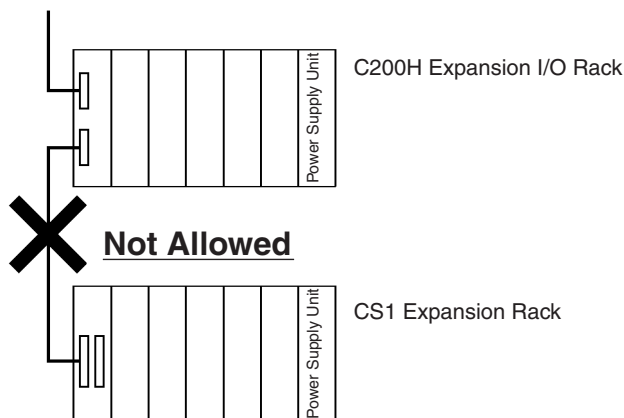 Power Supply Unit
C200H Expansion I/O Rack
Not Allowed
Power Supply Unit
CS1 Expansion Rack